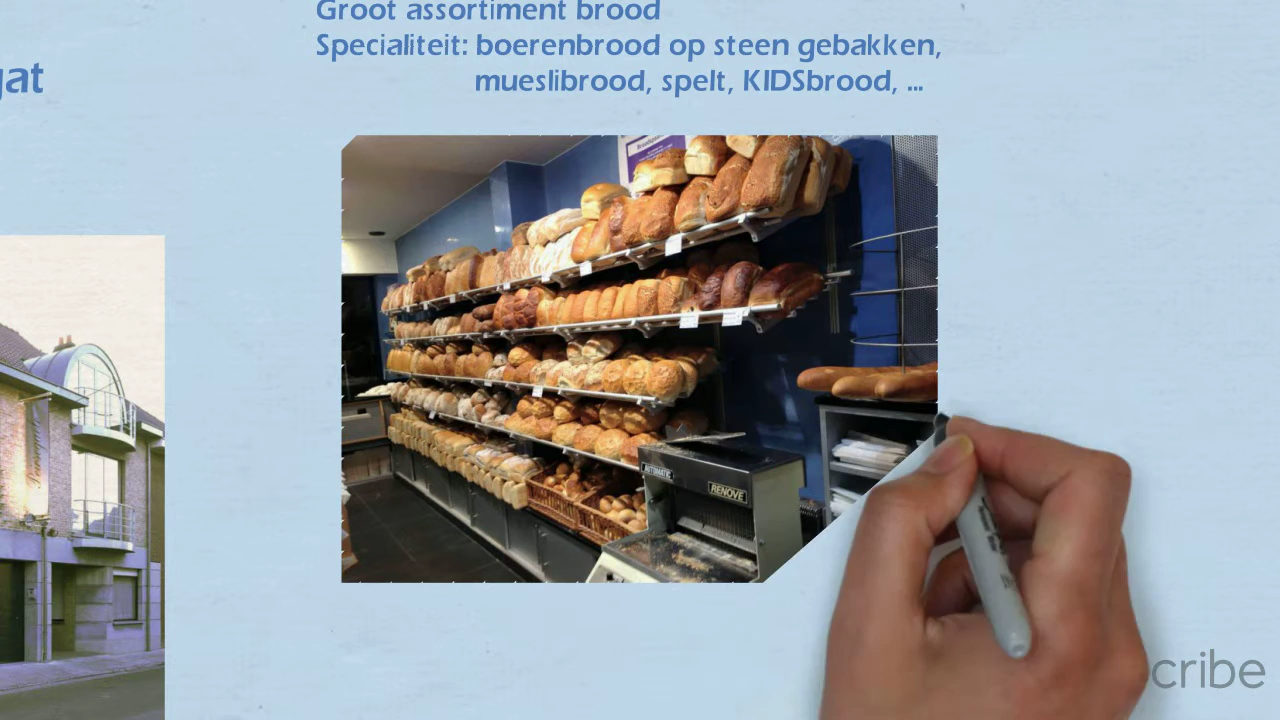 Groot assortiment brood
Specialiteit: boerenbrood op steen gebakken,
mueslibrood, spelt, KIDSbrood, ...
gat
AUTOMATIC
RENOVE
cribe